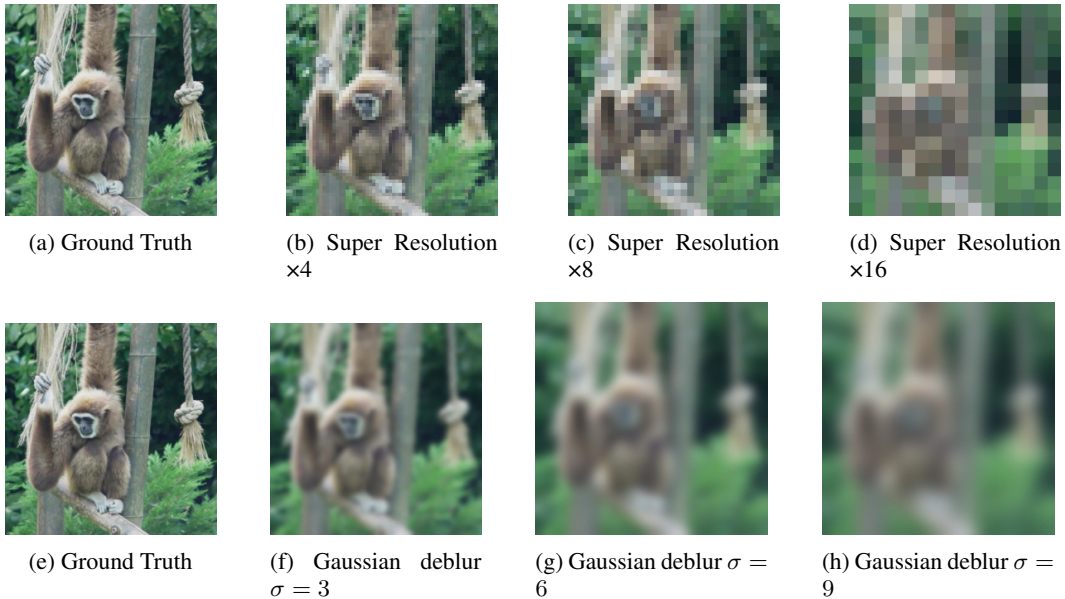 (a) Ground Truth
(b) Super Resolution
×4
(c) Super Resolution
×8
(d) Super Resolution
×16
(e) Ground Truth
(f) Gaussian deblur
σ = 3
(g) Gaussian deblur σ =
6
(h) Gaussian deblur σ =
9